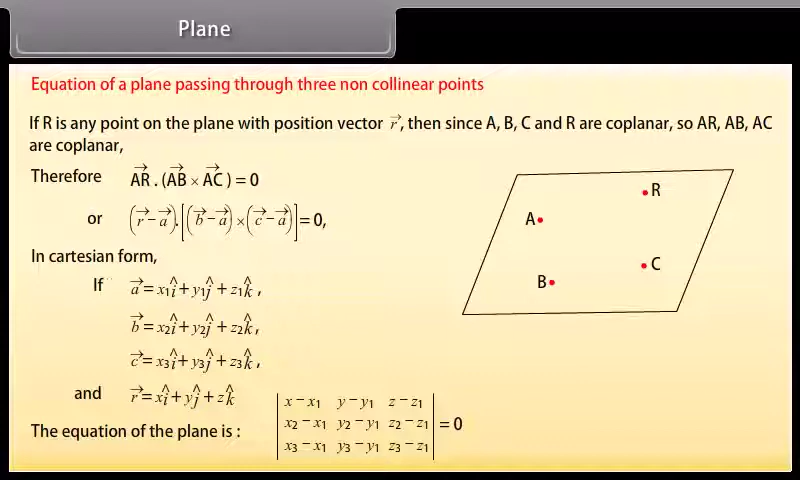 Plane
Equation of a plane passing through three non collinear points
If R is any point on the plane with position vector r⃗, then since A, B, C and R are coplanar, so AR, AB, AC
are coplanar,
Therefore A⃗R⃗ . (A⃗B⃗ × A⃗C⃗) = 0
or (r⃗ − a⃗).[(b⃗ − a⃗) × (c⃗ − a⃗)] = 0,
In cartesian form,
If a⃗ = x₁î + y₁ĵ + z₁k̂ ,
b⃗ = x₂î + y₂ĵ + z₂k̂,
c⃗ = x₃î + y₃ĵ + z₃k̂ ,
and r⃗ = xî + yĵ + zk̂
The equation of the plane is :
| x − x₁ y − y₁ z − z₁ |
| x₂ − x₁ y₂ − y₁ z₂ − z₁ | = 0
| x₃ − x₁ y₃ − y₁ z₃ − z₁ |
R
A
C
B